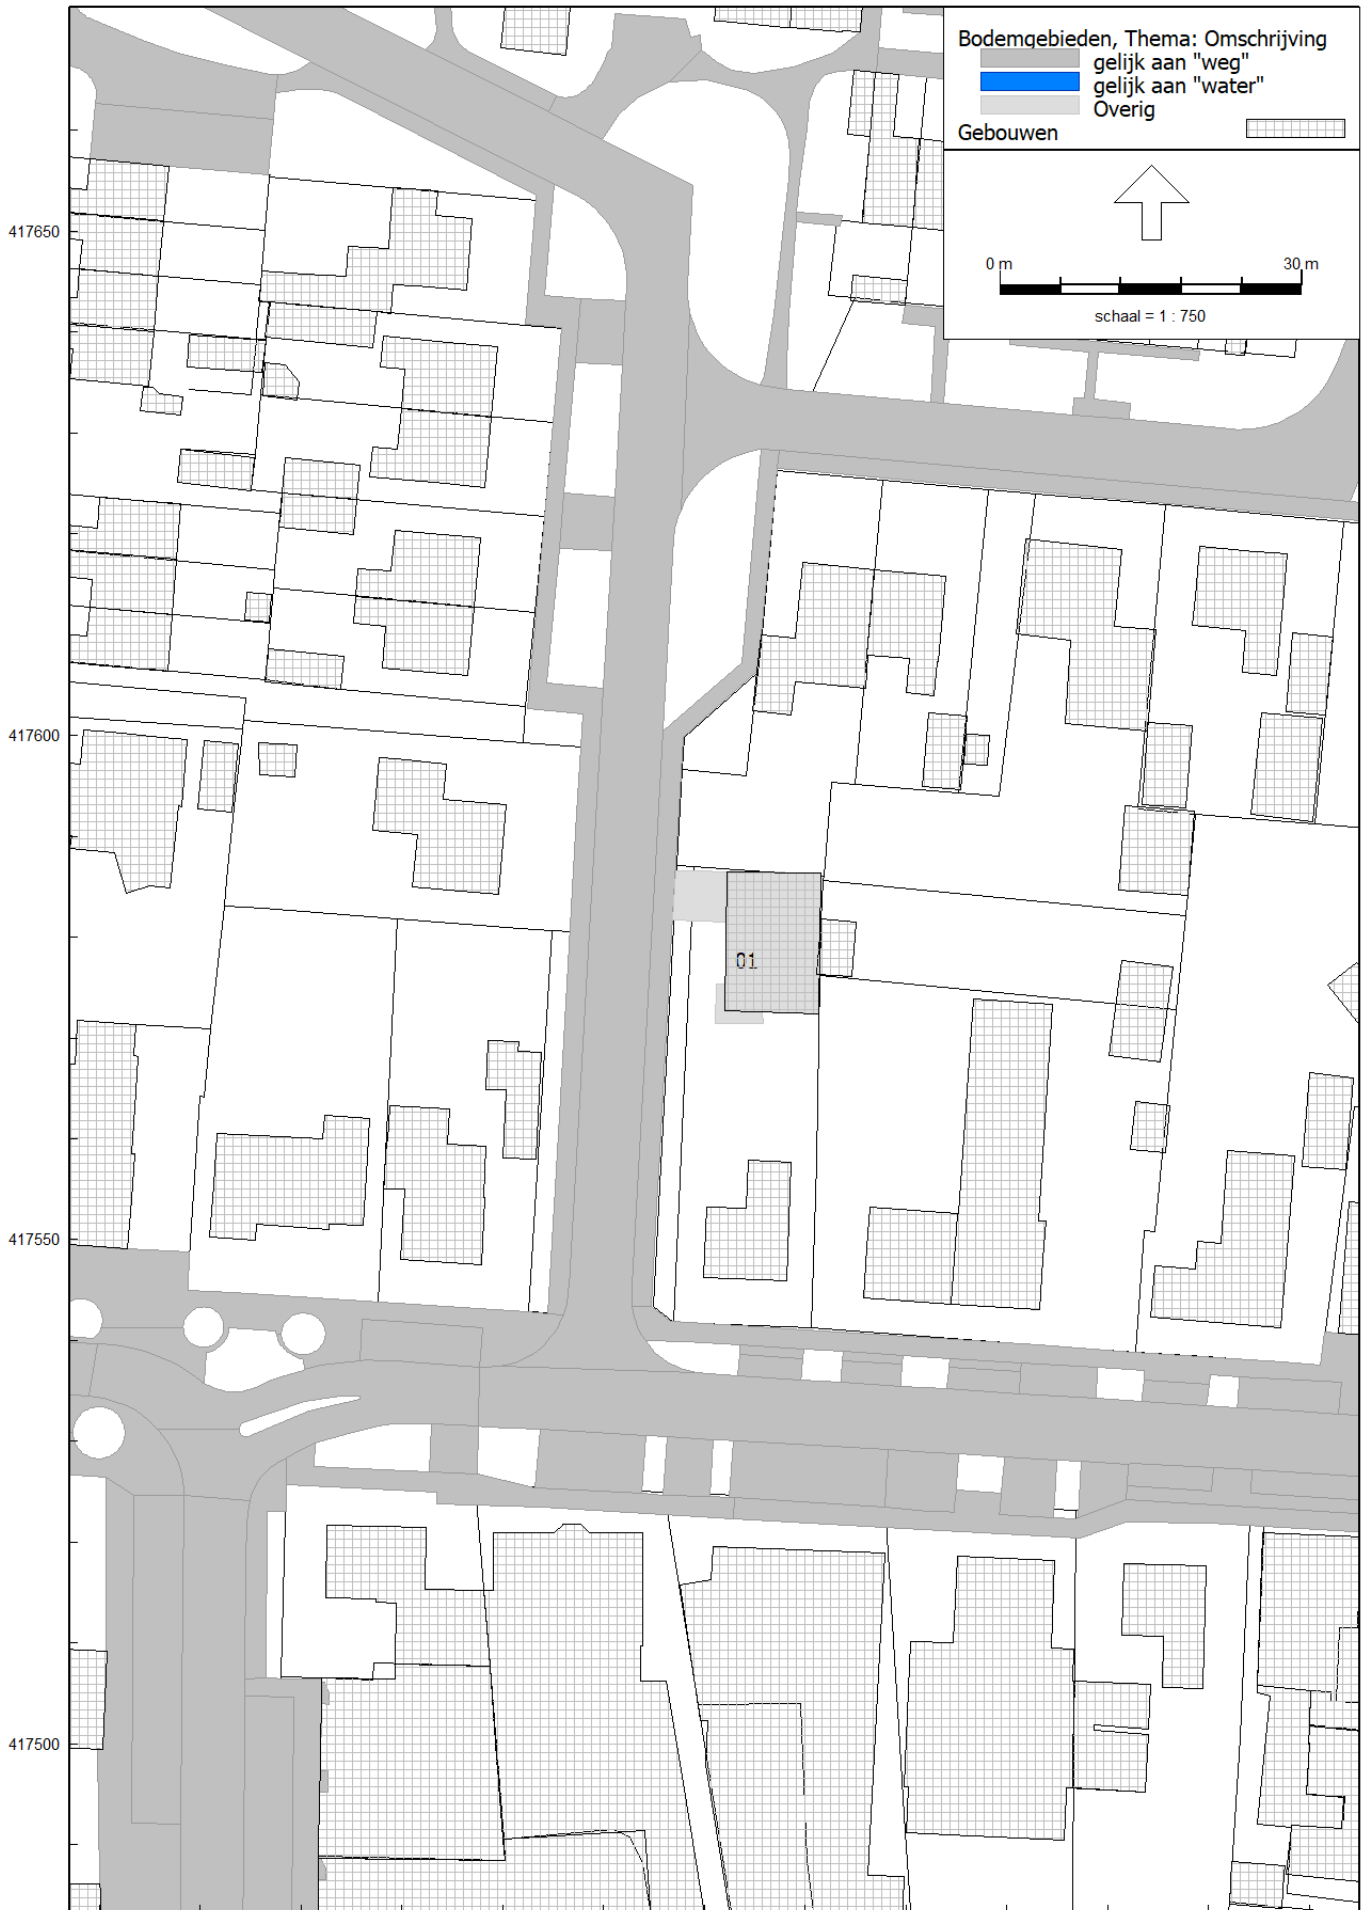 Bodemgebieden, Thema: Omschrijving
gelijk aan "weg"
gelijk aan "water"
Overig
Gebouwen
0 m 30 m
schaal = 1 : 750
417650
417600
01
417550
417500